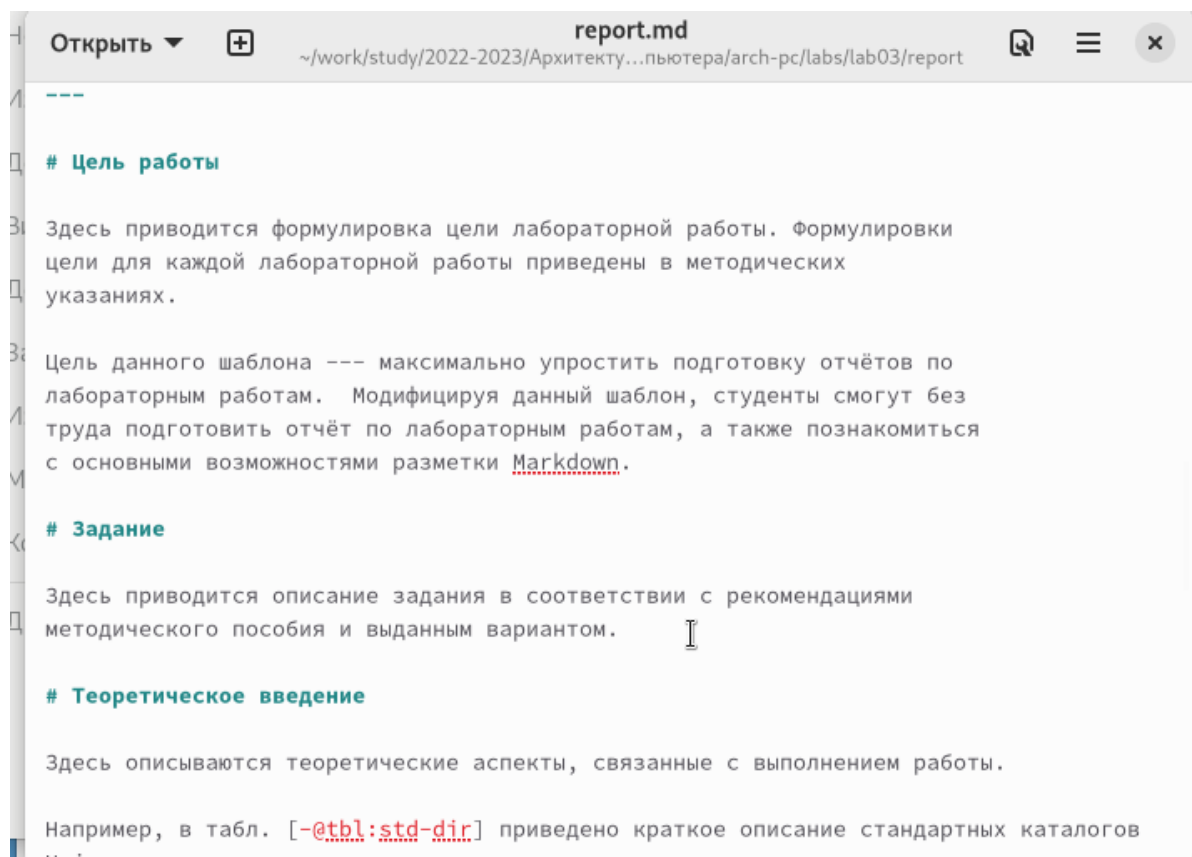 Открыть
report.md
~/work/study/2022-2023/Архитекту...пьютера/arch-pc/labs/lab03/report
---
# Цель работы
Здесь приводится формулировка цели лабораторной работы. Формулировки
цели для каждой лабораторной работы приведены в методических
указаниях.
Цель данного шаблона --- максимально упростить подготовку отчётов по
лабораторным работам.  Модифицируя данный шаблон, студенты смогут без
труда подготовить отчёт по лабораторным работам, а также познакомиться
с основными возможностями разметки Markdown.
# Задание
Здесь приводится описание задания в соответствии с рекомендациями
методического пособия и выданным вариантом.
# Теоретическое введение
Здесь описываются теоретические аспекты, связанные с выполнением работы.
Например, в табл. [-@tbl:std-dir] приведено краткое описание стандартных каталогов